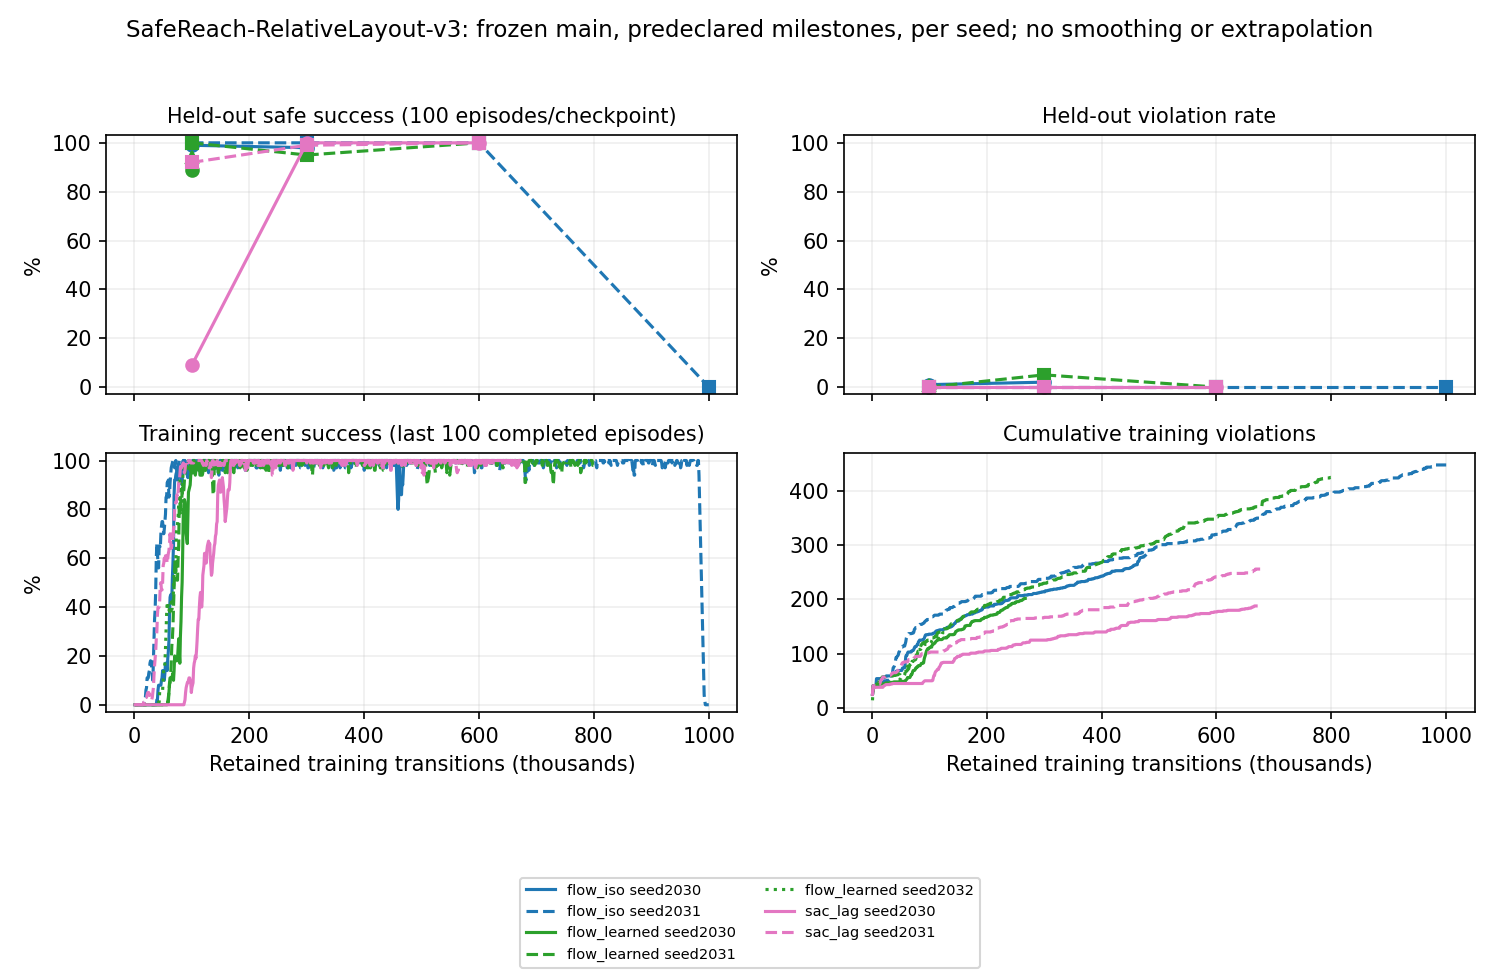 SafeReach-RelativeLayout-v3: frozen main, predeclared milestones, per seed; no smoothing or extrapolation
Held-out safe success (100 episodes/checkpoint)
100
80
60
40
20
0
%
Held-out violation rate
100
80
60
40
20
0
%
Training recent success (last 100 completed episodes)
100
80
60
40
20
0
%
0 200 400 600 800 1000
Retained training transitions (thousands)
Cumulative training violations
400
300
200
100
0
0 200 400 600 800 1000
Retained training transitions (thousands)
flow_iso seed2030
flow_iso seed2031
flow_learned seed2030
flow_learned seed2031
flow_learned seed2032
sac_lag seed2030
sac_lag seed2031